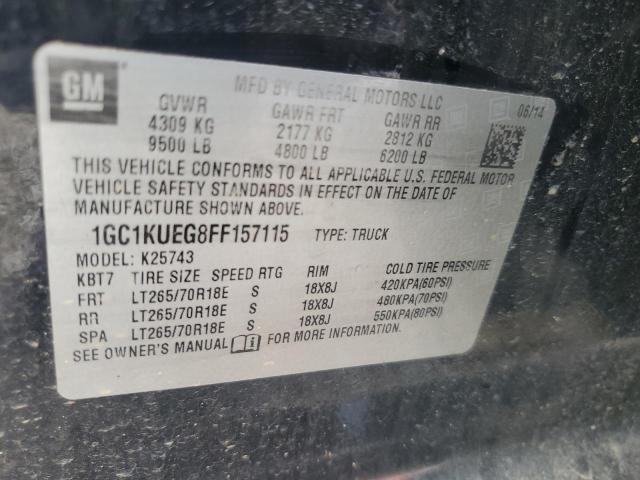 GM
MFD BY GENERAL MOTORS LLC
06/14
GVWR GAWR FRT GAWR RR
4309 KG 2177 KG 2812 KG
9500 LB 4800 LB 6200 LB
THIS VEHICLE CONFORMS TO ALL APPLICABLE U.S. FEDERAL MOTOR
VEHICLE SAFETY STANDARDS IN EFFECT ON THE DATE OF
MANUFACTURE SHOWN ABOVE.
1GC1KUEG8FF157115 TYPE: TRUCK
MODEL: K25743
KBT7 TIRE SIZE SPEED RTG RIM COLD TIRE PRESSURE
FRT LT265/70R18E S 18X8J 420KPA(60PSI)
RR LT265/70R18E S 18X8J 480KPA(70PSI)
SPA LT265/70R18E S 18X8J 550KPA(80PSI)
SEE OWNER'S MANUAL FOR MORE INFORMATION.